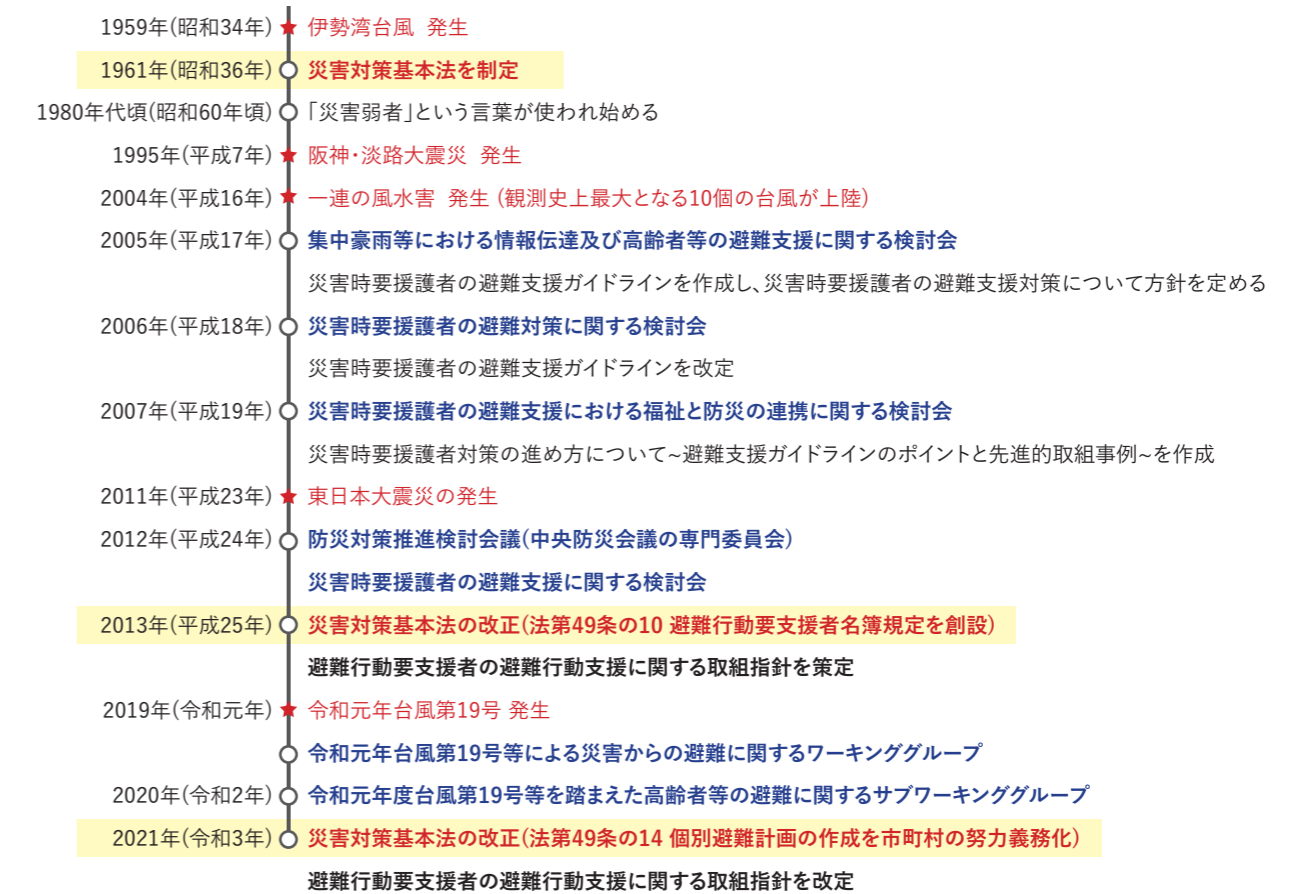 1959年(昭和34年) ★ 伊勢湾台風 発生
1961年(昭和36年) 災害対策基本法を制定
1980年代頃(昭和60年頃) 「災害弱者」という言葉が使われ始める
1995年(平成7年) ★ 阪神・淡路大震災 発生
2004年(平成16年) ★ 一連の風水害 発生 (観測史上最大となる10個の台風が上陸)
2005年(平成17年) 集中豪雨等における情報伝達及び高齢者等の避難支援に関する検討会
災害時要援護者の避難支援ガイドラインを作成し、災害時要援護者の避難支援対策について方針を定める
2006年(平成18年) 災害時要援護者の避難対策に関する検討会
災害時要援護者の避難支援ガイドラインを改定
2007年(平成19年) 災害時要援護者の避難支援における福祉と防災の連携に関する検討会
災害時要援護者対策の進め方について~避難支援ガイドラインのポイントと先進的取組事例~を作成
2011年(平成23年) ★ 東日本大震災の発生
2012年(平成24年) 防災対策推進検討会議(中央防災会議の専門委員会)
災害時要援護者の避難支援に関する検討会
2013年(平成25年) 災害対策基本法の改正(法第49条の10 避難行動要支援者名簿規定を創設)
避難行動要支援者の避難行動支援に関する取組指針を策定
2019年(令和元年) ★ 令和元年台風第19号 発生
令和元年台風第19号等による災害からの避難に関するワーキンググループ
2020年(令和2年) 令和元年度台風第19号等を踏まえた高齢者等の避難に関するサブワーキンググループ
2021年(令和3年) 災害対策基本法の改正(法第49条の14 個別避難計画の作成を市町村の努力義務化)
避難行動要支援者の避難行動支援に関する取組指針を改定